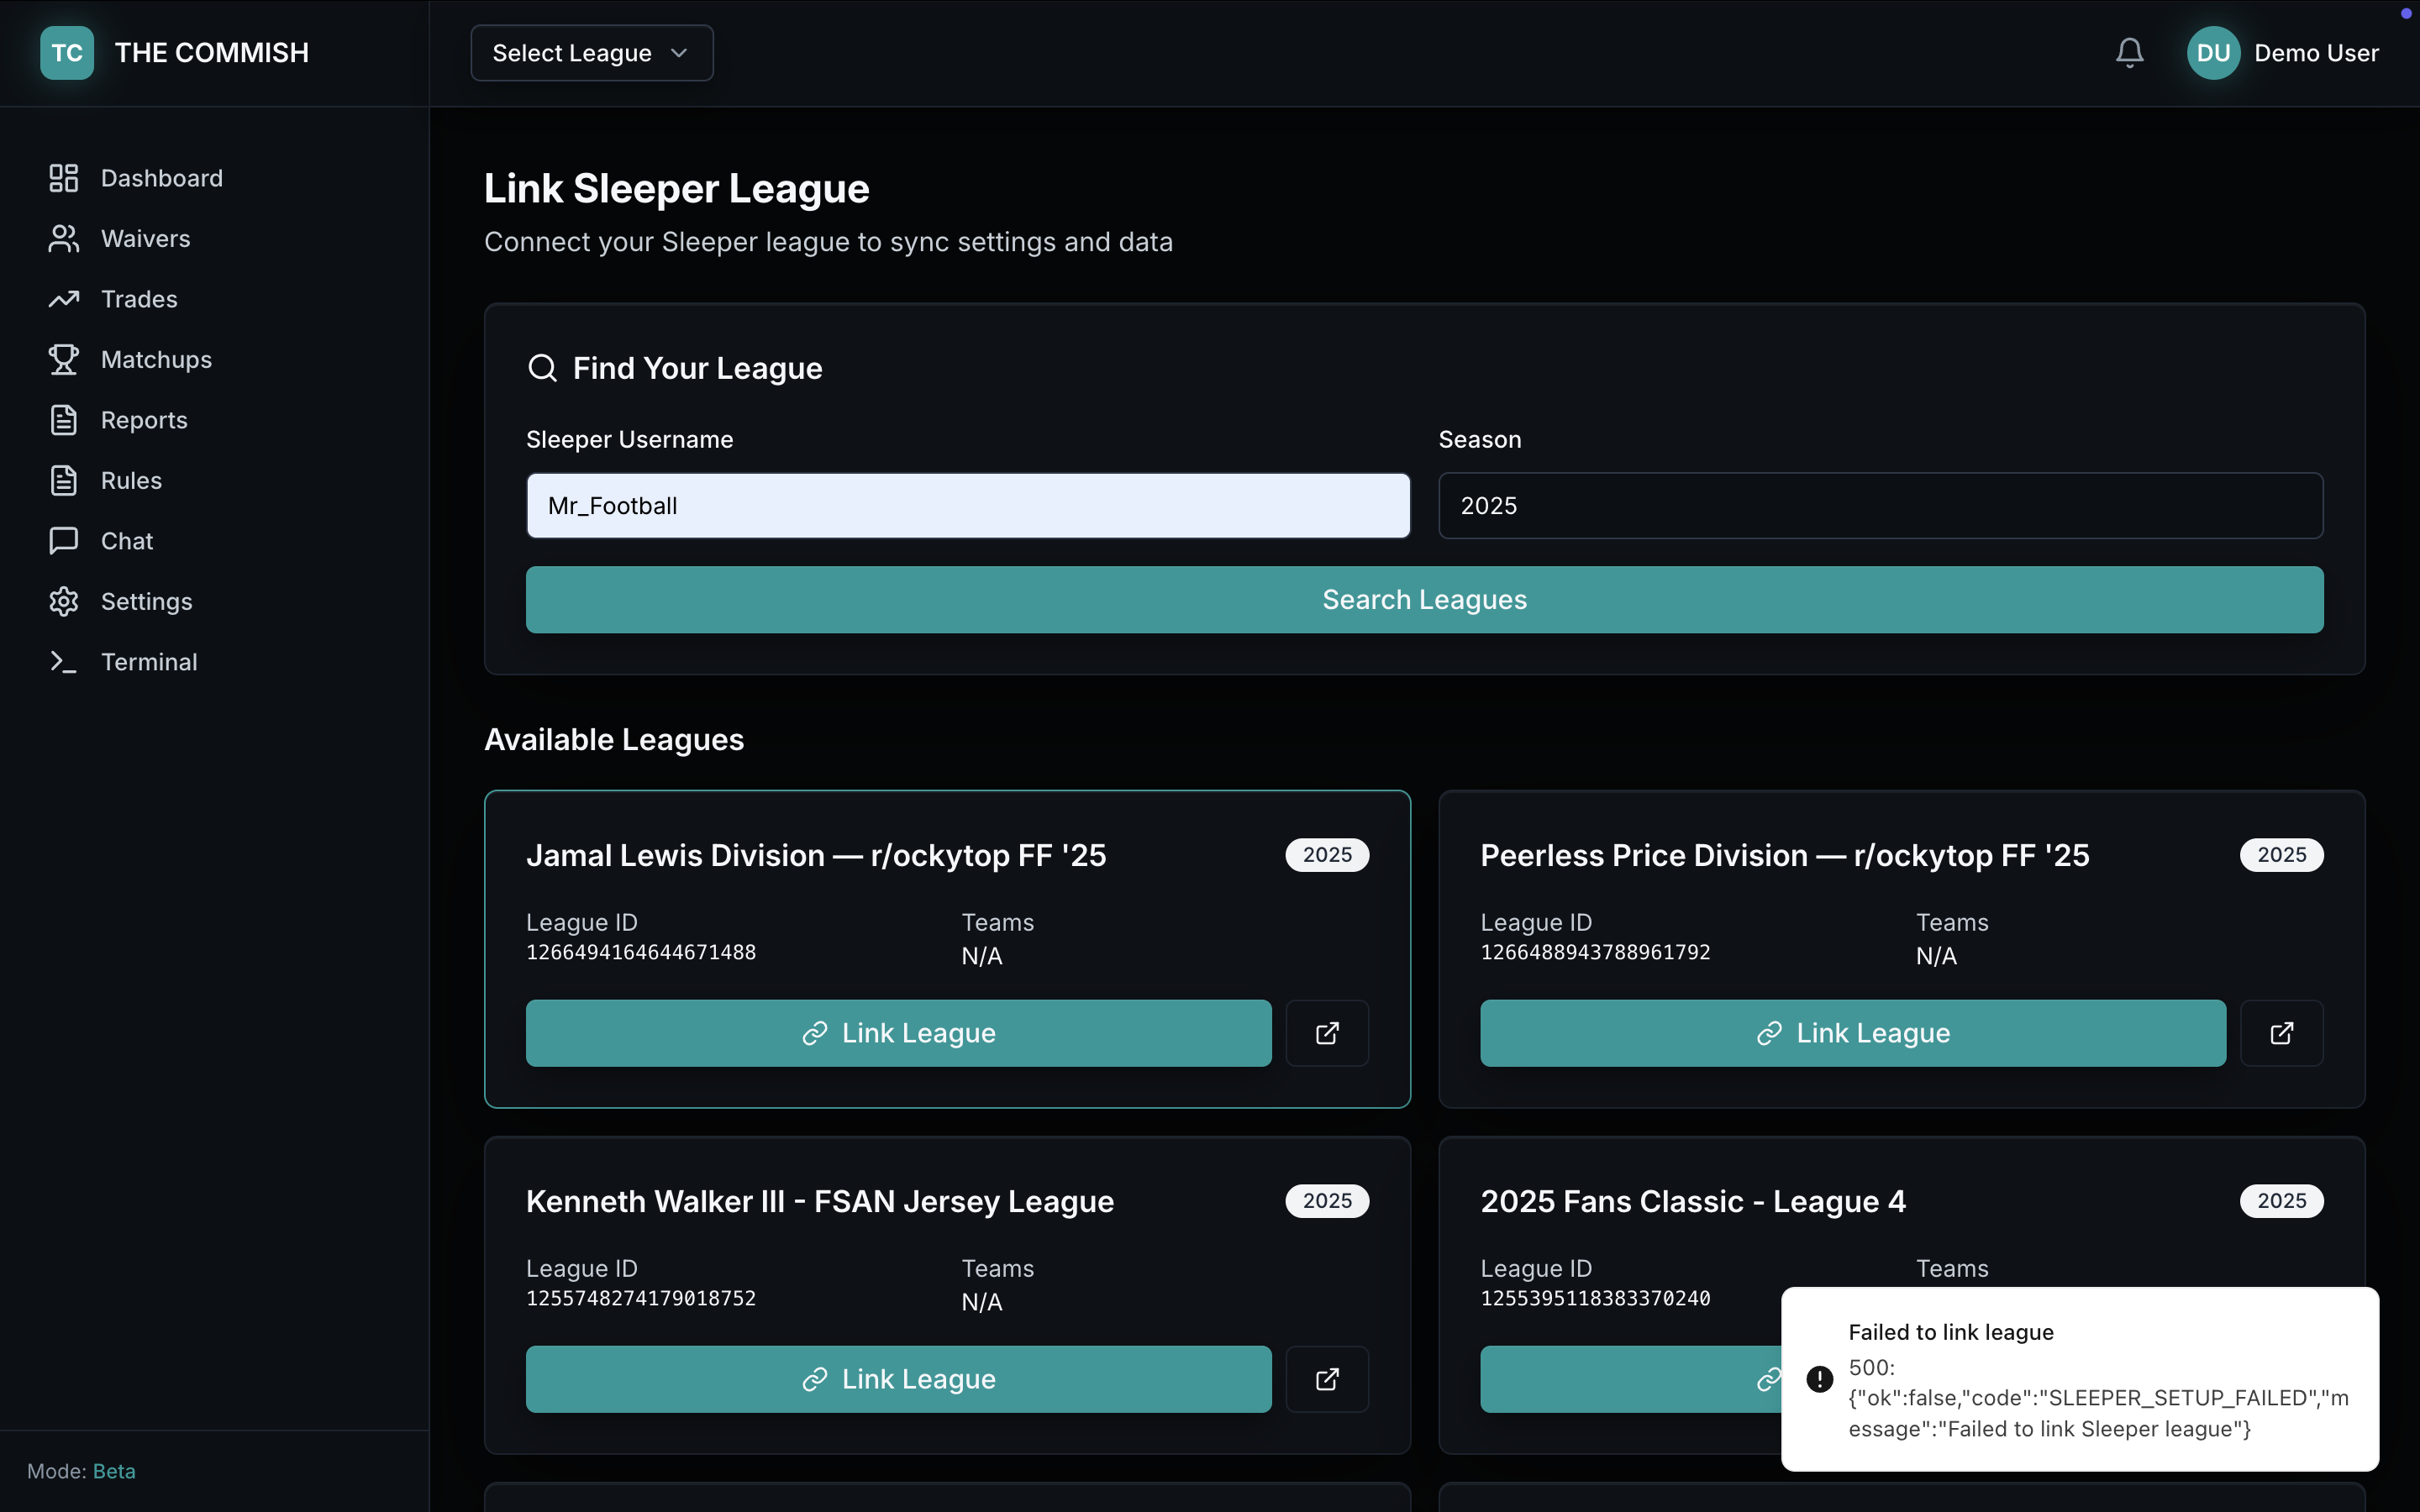 TC THE COMMISH
Select League
DU Demo User
Dashboard
Waivers
Trades
Matchups
Reports
Rules
Chat
Settings
Terminal
Mode: Beta
Link Sleeper League
Connect your Sleeper league to sync settings and data
Find Your League
Sleeper Username
Mr_Football
Season
2025
Search Leagues
Available Leagues
Jamal Lewis Division — r/ockytop FF '25
2025
League ID
1266494164644671488
Teams
N/A
Link League
Peerless Price Division — r/ockytop FF '25
2025
League ID
1266488943788961792
Teams
N/A
Link League
Kenneth Walker III - FSAN Jersey League
2025
League ID
1255748274179018752
Teams
N/A
Link League
2025 Fans Classic - League 4
2025
League ID
1255395118383370240
Teams
Failed to link league
500:
{"ok":false,"code":"SLEEPER_SETUP_FAILED","m
essage":"Failed to link Sleeper league"}